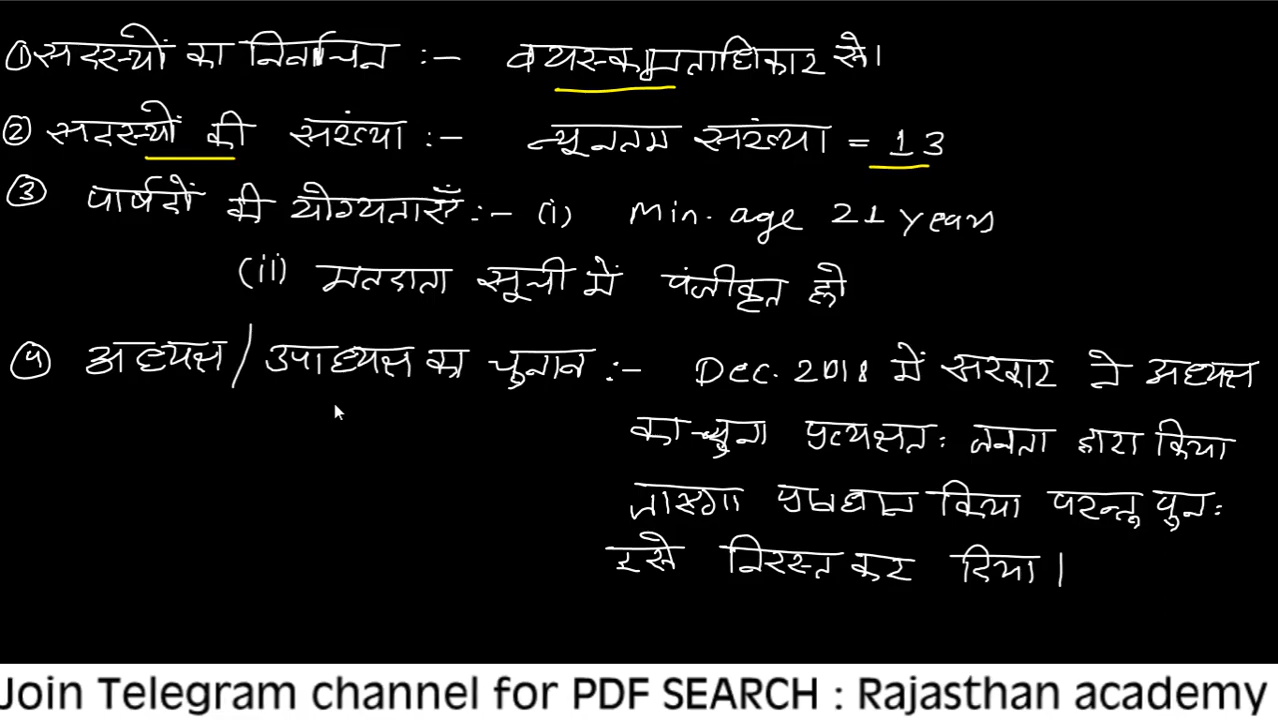 ① सदस्यों का निर्वाचन :- वयस्क मताधिकार से।
② सदस्यों की संख्या :- न्यूनतम संख्या = 13
③ पार्षदों की योग्यताएँ :- (i) Min. age 21 years
(ii) मतदाता सूची में पंजीकृत हो
④ अध्यक्ष / उपाध्यक्ष का चुनाव :- Dec. 2018 में सरकार ने अध्यक्ष
का चुना प्रत्यक्षत: जनता द्वारा किया
जाएगा प्रावधान किया परन्तु पुन:
इसे निरस्त कर दिया।
Join Telegram channel for PDF SEARCH : Rajasthan academy